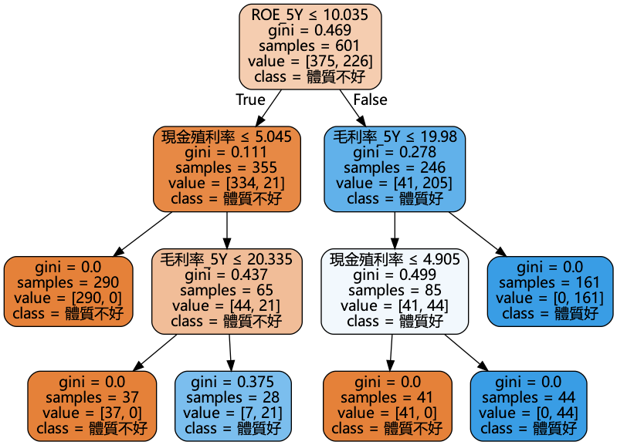 ROE_5Y ≤ 10.035
gini = 0.469
samples = 601
value = [375, 226]
class = 體質不好
True
False
現金殖利率 ≤ 5.045
gini = 0.111
samples = 355
value = [334, 21]
class = 體質不好
毛利率_5Y ≤ 19.98
gini = 0.278
samples = 246
value = [41, 205]
class = 體質好
gini = 0.0
samples = 290
value = [290, 0]
class = 體質不好
毛利率_5Y ≤ 20.335
gini = 0.437
samples = 65
value = [44, 21]
class = 體質不好
現金殖利率 ≤ 4.905
gini = 0.499
samples = 85
value = [41, 44]
class = 體質好
gini = 0.0
samples = 161
value = [0, 161]
class = 體質好
gini = 0.0
samples = 37
value = [37, 0]
class = 體質不好
gini = 0.375
samples = 28
value = [7, 21]
class = 體質好
gini = 0.0
samples = 41
value = [41, 0]
class = 體質不好
gini = 0.0
samples = 44
value = [0, 44]
class = 體質好